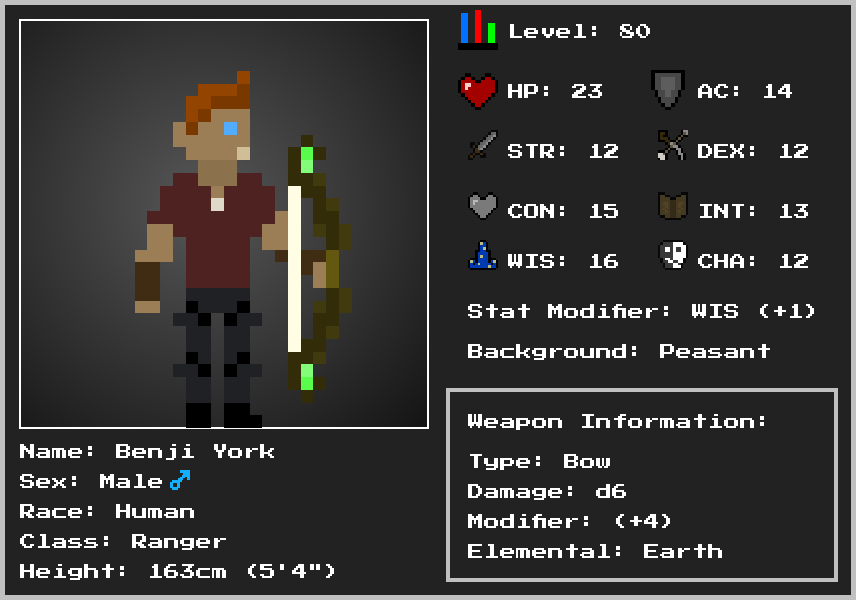 Level: 80
HP: 23 AC: 14
STR: 12 DEX: 12
CON: 15 INT: 13
WIS: 16 CHA: 12
Stat Modifier: WIS (+1)
Background: Peasant
Weapon Information:
Type: Bow
Damage: d6
Modifier: (+4)
Elemental: Earth
Name: Benji York
Sex: Male ♂
Race: Human
Class: Ranger
Height: 163cm (5'4")